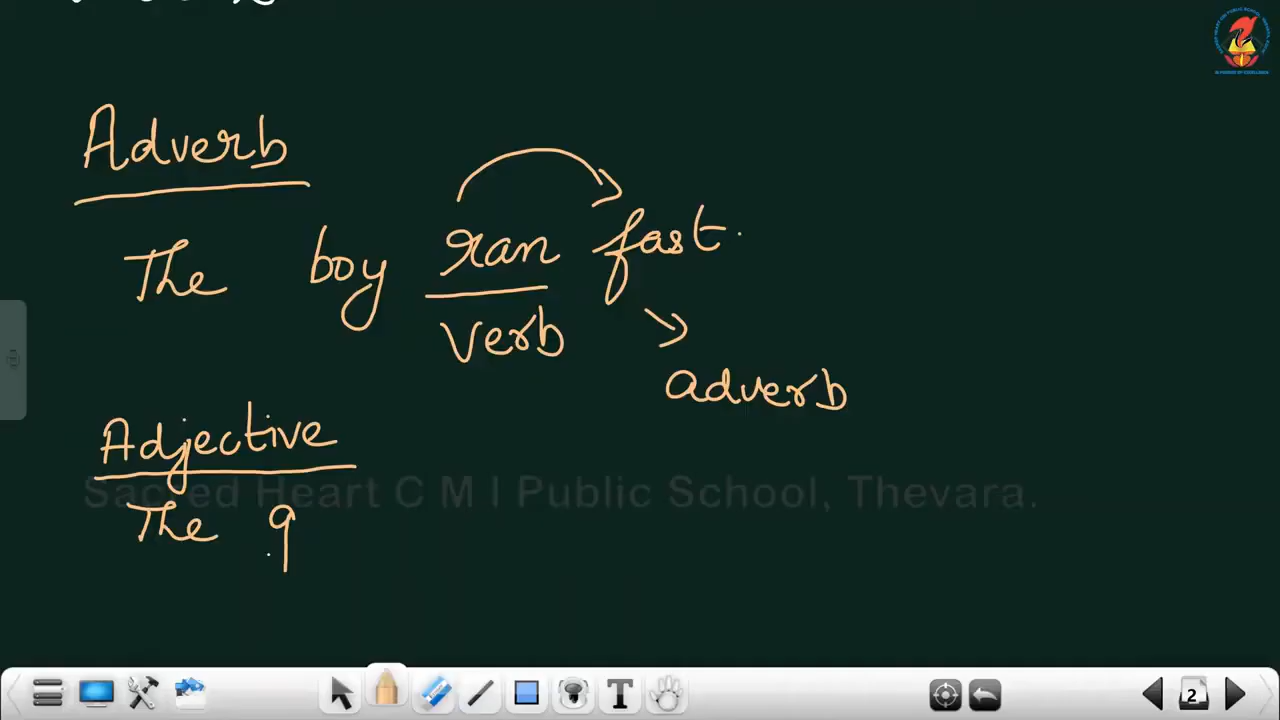 Adverb
The boy ran fast.
verb
adverb
Adjective
Sacred Heart C M I Public School, Thevara.
The
T
2